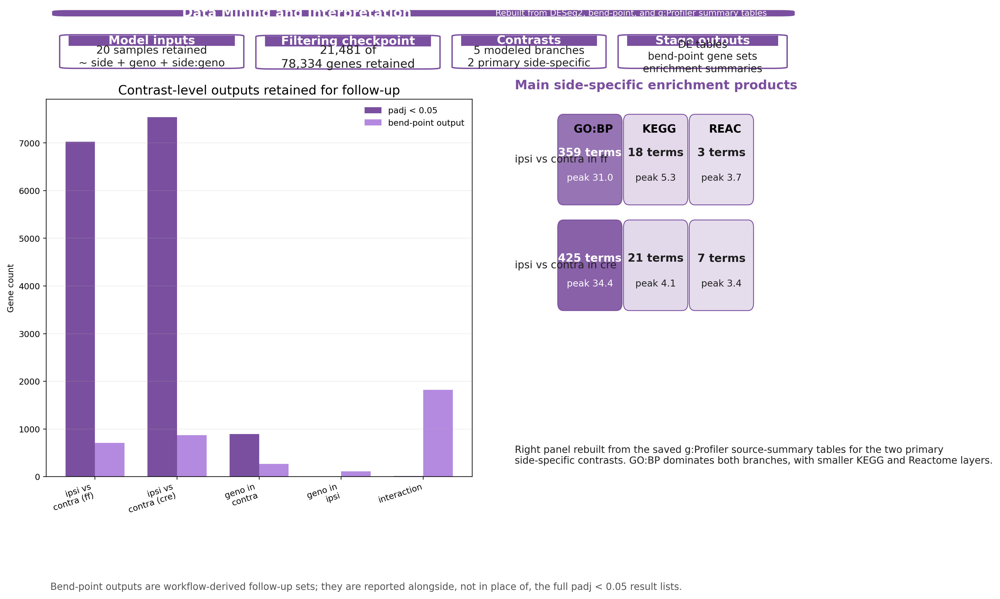 Data Mining and Interpretation
Rebuilt from DESeq2, bend-point, and g:Profiler summary tables
Model inputs
20 samples retained
~ side + geno + side:geno
Filtering checkpoint
21,481 of
78,334 genes retained
Contrasts
5 modeled branches
2 primary side-specific
Stage outputs
DE tables
bend-point gene sets
enrichment summaries
Contrast-level outputs retained for follow-up
padj < 0.05
bend-point output
Gene count
7000
6000
5000
4000
3000
2000
1000
0
ipsi vs
contra (ff)
ipsi vs
contra (cre)
geno in
contra
geno in
ipsi
interaction
Main side-specific enrichment products
GO:BP
KEGG
REAC
ipsi vs contra in ff
359 terms
peak 31.0
18 terms
peak 5.3
3 terms
peak 3.7
ipsi vs contra in cre
425 terms
peak 34.4
21 terms
peak 4.1
7 terms
peak 3.4
Right panel rebuilt from the saved g:Profiler source-summary tables for the two primary
side-specific contrasts. GO:BP dominates both branches, with smaller KEGG and Reactome layers.
Bend-point outputs are workflow-derived follow-up sets; they are reported alongside, not in place of, the full padj < 0.05 result lists.